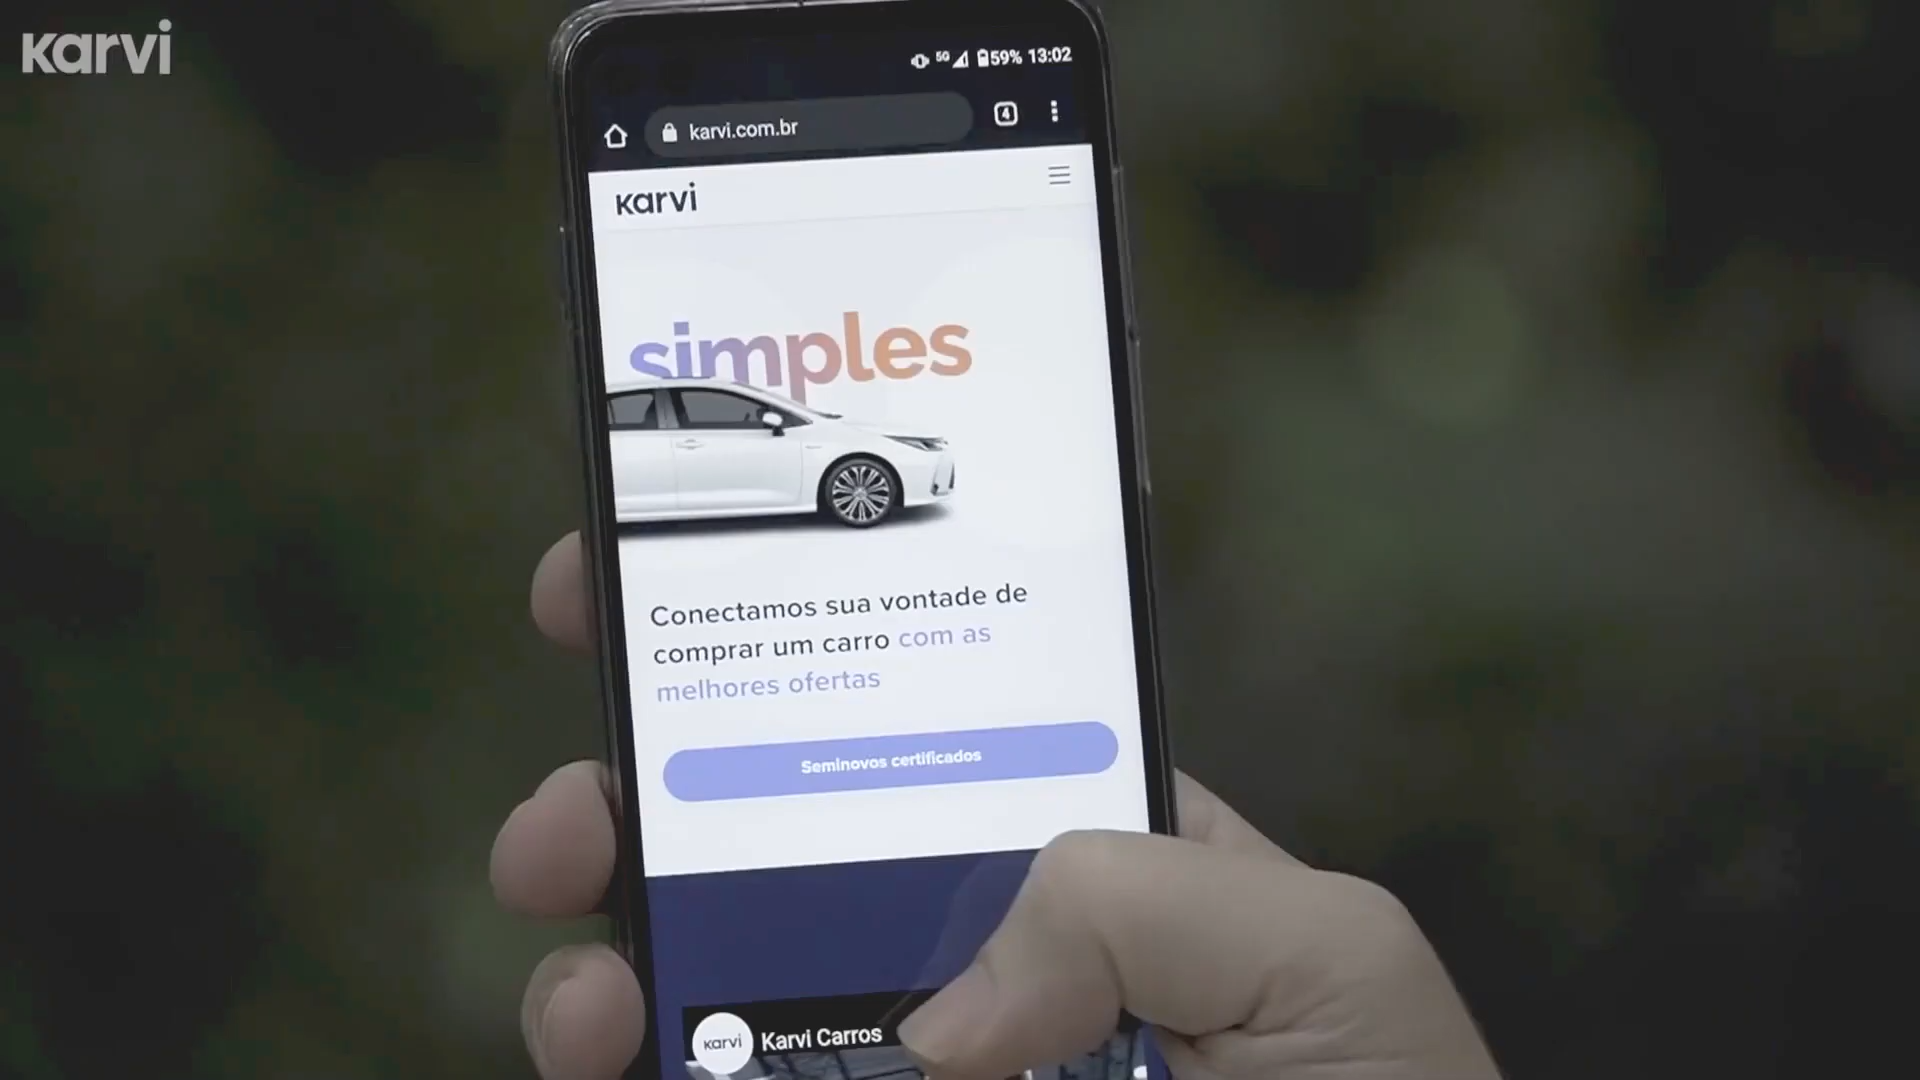 karvi
5G 59% 13:02
karvi.com.br
4
karvi
simples
Conectamos sua vontade de
comprar um carro com as
melhores ofertas
Seminovos certificados
karvi
Karvi Carros